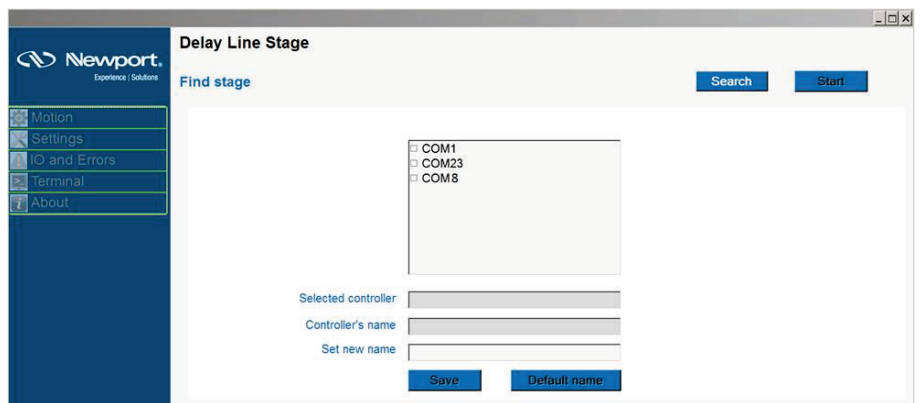 Newport.
Experience | Solutions
Delay Line Stage
Find stage
Search
Start
Motion
Settings
IO and Errors
Terminal
About
COM1
COM23
COM8
Selected controller
Controller's name
Set new name
Save
Default name